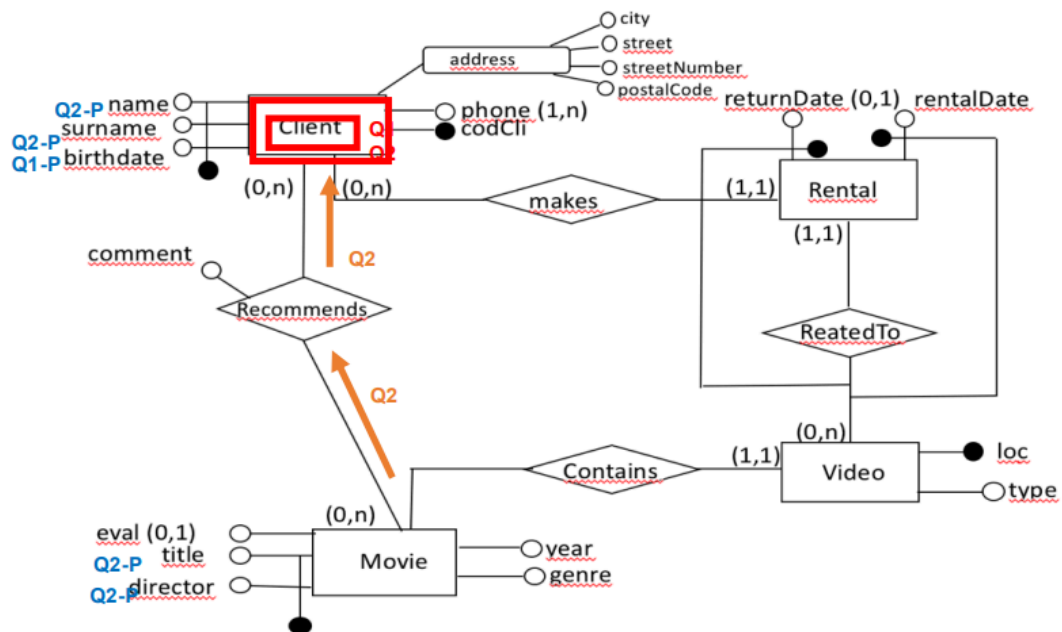 city
street
streetNumber
postalCode
address
Q2-P name
surname
Q2-P
Q1-P birthdate
Client
Q2
phone (1,n)
codCli
returnDate (0,1) rentalDate
(0,n) (0,n)
makes
(1,1) Rental
(1,1)
comment
Q2
Recommends
ReatedTo
Q2
(0,n)
Contains
(1,1) Video
loc
type
(0,n)
eval (0,1)
Q2-P title
Q2-P director
Movie
year
genre